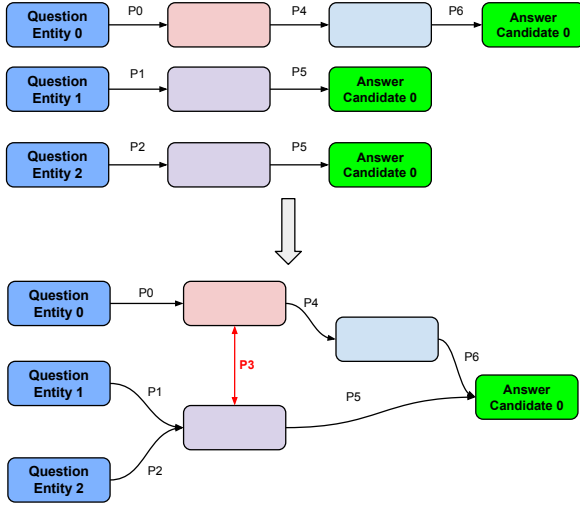 Question
Entity 0
P0
P4
P6
Answer
Candidate 0
Question
Entity 1
P1
P5
Answer
Candidate 0
Question
Entity 2
P2
P5
Answer
Candidate 0
Question
Entity 0
P0
P4
P3
P6
Question
Entity 1
P1
P5
Answer
Candidate 0
Question
Entity 2
P2